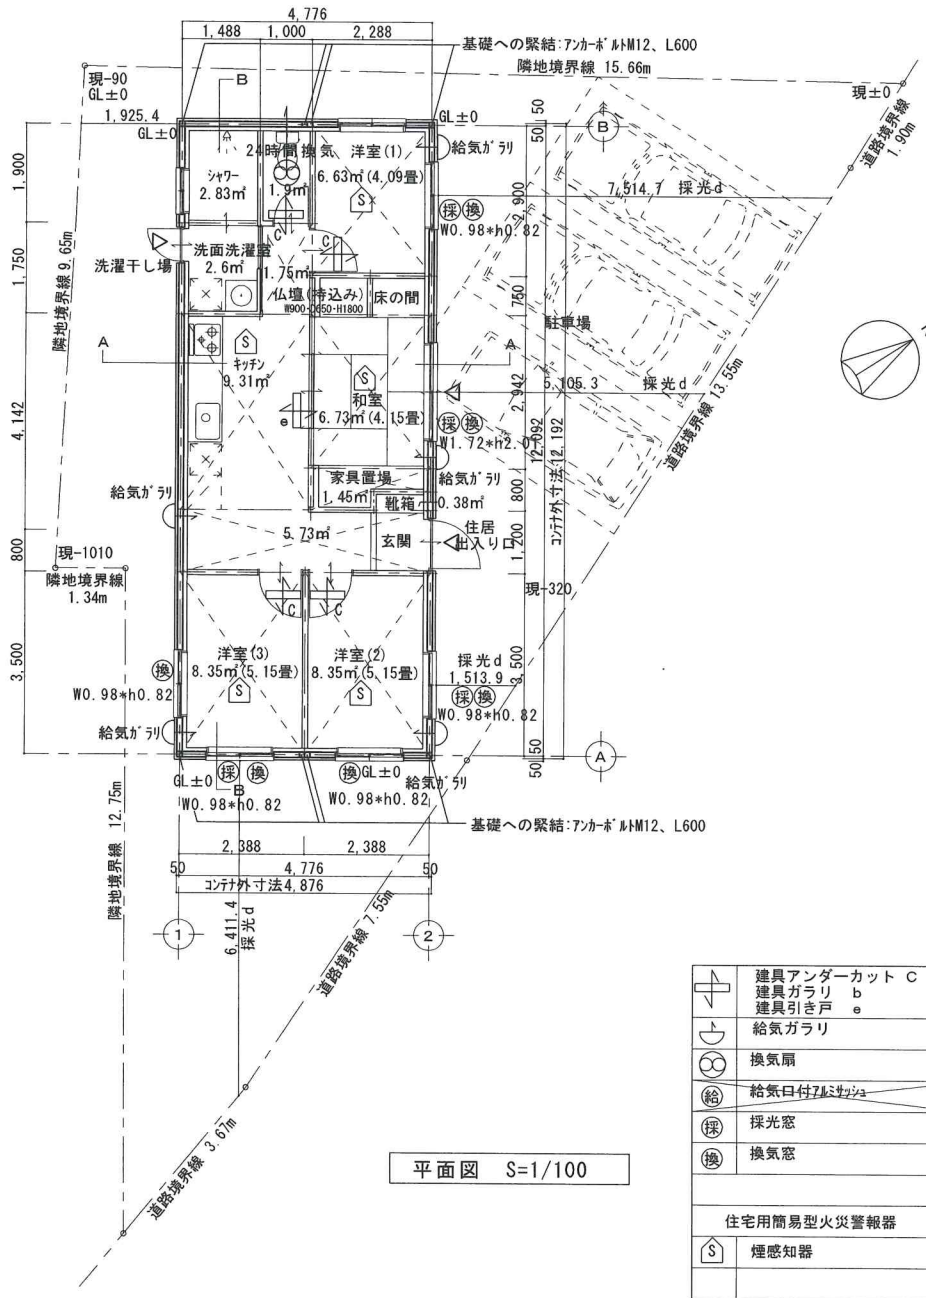 4,776
1,488
1,000
2,288
基礎への緊結:アンカーボルトM12、L600
隣地境界線 15.66m
現-90
GL±0
B
現±0
1,925.4
GL±0
GL±0
50
50
B
道路境界線
1.90m
24時間換気
洋室(1)
給気ガラリ
シャワー
2.83㎡
1.9㎡
6.63㎡(4.09畳)
S
7,514.7 採光d
1,900
採 換
W0.98*h0.82
C
C
洗面洗濯室
2.6㎡
1.75㎡
洗濯干し場
1,750
仏壇(持込み)
W900-D650-H1800
床の間
750
駐車場
隣地境界線 9.65m
A
A
S
キッチン
9.31㎡
S
和室
6.73㎡(4.15畳)
e
2,942
5,105.3 採光d
採 換
4,142
12,092
コンテナ外寸法 12,192
道路境界線 13.55m
家具置場
1.45㎡
給気ガラリ
給気ガラリ
靴箱
0.38㎡
800
5.73㎡
玄関
住居
出入り口
1,200
800
現-1010
隣地境界線
1.34m
現-320
C
C
洋室(3)
8.35㎡(5.15畳)
S
洋室(2)
8.35㎡(5.15畳)
S
3,500
採光d
1,513.9
採 換
W0.98*h0.82
換
W0.98*h0.82
給気ガラリ
給気ガラリ
50
50
A
GL±0
採 換
B
換
GL±0
W0.98*h0.82
W0.98*h0.82
基礎への緊結:アンカーボルトM12、L600
2,388
2,388
50
4,776
50
コンテナ外寸法4,876
隣地境界線 12.75m
1
2
6,411.4
採光d
道路境界線 7.55m
道路境界線 3.67m
平面図 S=1/100
建具アンダーカット C
建具ガラリ b
建具引き戸 e
給気ガラリ
換気扇
給 給気口付アルミサッシュ
採 採光窓
換 換気窓
住宅用簡易型火災警報器
S 煙感知器